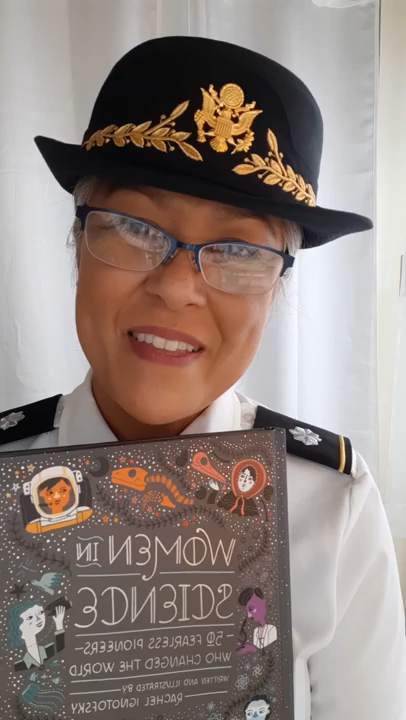 WOMEN IN
SCIENCE
50 FEARLESS PIONEERS
WHO CHANGED THE WORLD
WRITTEN AND ILLUSTRATED BY
RACHEL IGNOTOFSKY